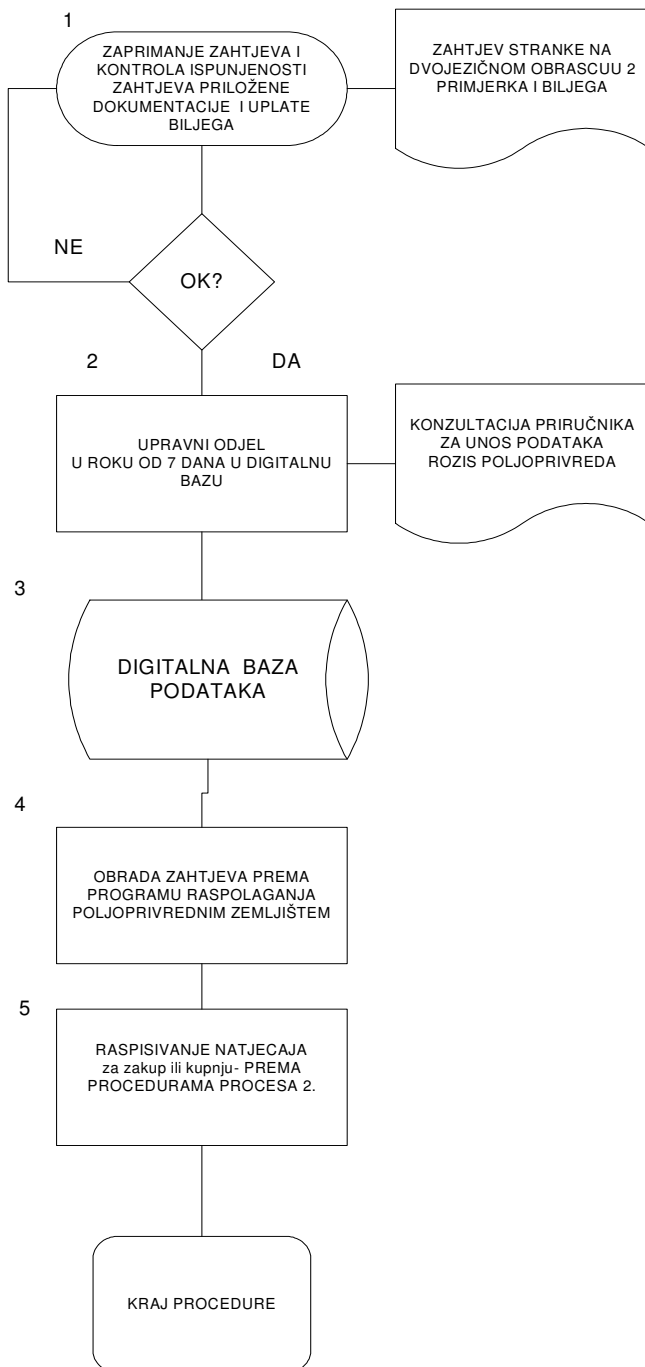 1
ZAPRIMANJE ZAHTJEVA I
KONTROLA ISPUNJENOSTI
ZAHTJEVA PRILOŽENE
DOKUMENTACIJE I UPLATE
BILJEGA
ZAHTJEV STRANKE NA
DVOJEZIČNOM OBRASCUU 2
PRIMJERKA I BILJEGA
NE
OK?
2
DA
UPRAVNI ODJEL
U ROKU OD 7 DANA U DIGITALNU
BAZU
KONZULTACIJA PRIRUČNIKA
ZA UNOS PODATAKA
ROZIS POLJOPRIVREDA
3
DIGITALNA BAZA
PODATAKA
4
OBRADA ZAHTJEVA PREMA
PROGRAMU RASPOLAGANJA
POLJOPRIVREDNIM ZEMLJIŠTEM
5
RASPISIVANJE NATJECAJA
za zakup ili kupnju- PREMA
PROCEDURAMA PROCESA 2.
KRAJ PROCEDURE